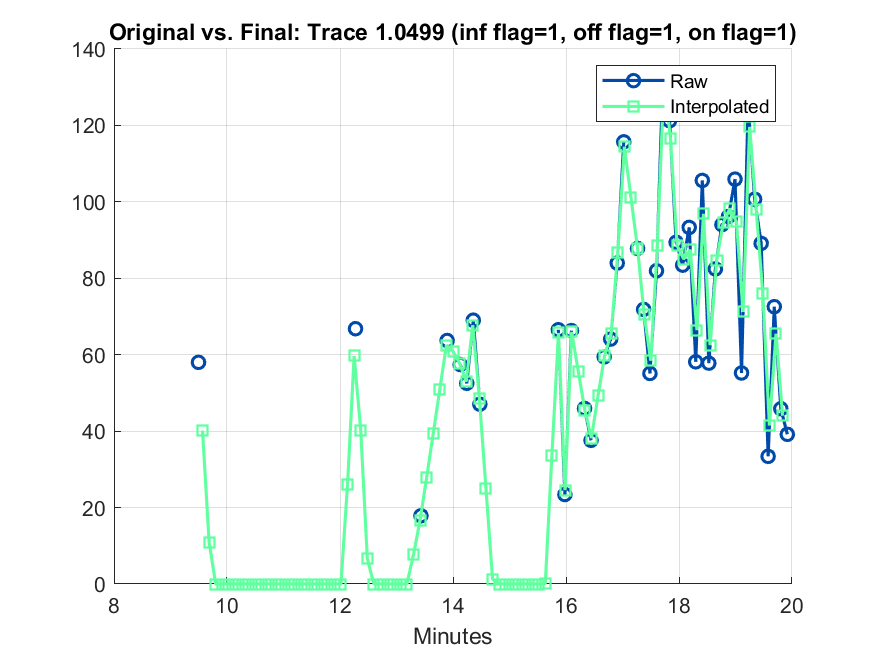 Original vs. Final: Trace 1.0499 (inf flag=1, off flag=1, on flag=1)
140
120
100
80
60
40
20
0
Raw
Interpolated
8 10 12 14 16 18 20
Minutes